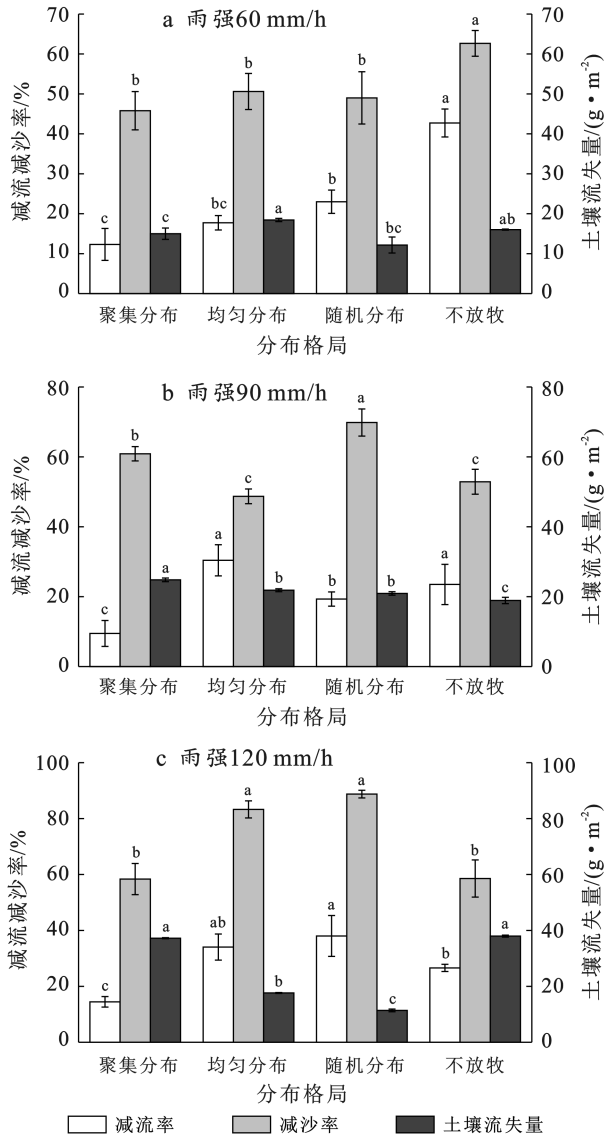 a 雨强60 mm/h
减流减沙率/%
土壤流失量/(g·m⁻²)
70
60
50
40
30
20
10
0
70
60
50
40
30
20
10
0
c b c
bc b a
b b bc
a a ab
聚集分布 均匀分布 随机分布 不放牧
分布格局
b 雨强90 mm/h
减流减沙率/%
土壤流失量/(g·m⁻²)
80
60
40
20
0
80
60
40
20
0
c b a
a c b
b a b
a c c
聚集分布 均匀分布 随机分布 不放牧
分布格局
c 雨强120 mm/h
减流减沙率/%
土壤流失量/(g·m⁻²)
100
80
60
40
20
0
100
80
60
40
20
0
c b a
ab a b
a a c
b b a
聚集分布 均匀分布 随机分布 不放牧
分布格局
减流率 减沙率 土壤流失量